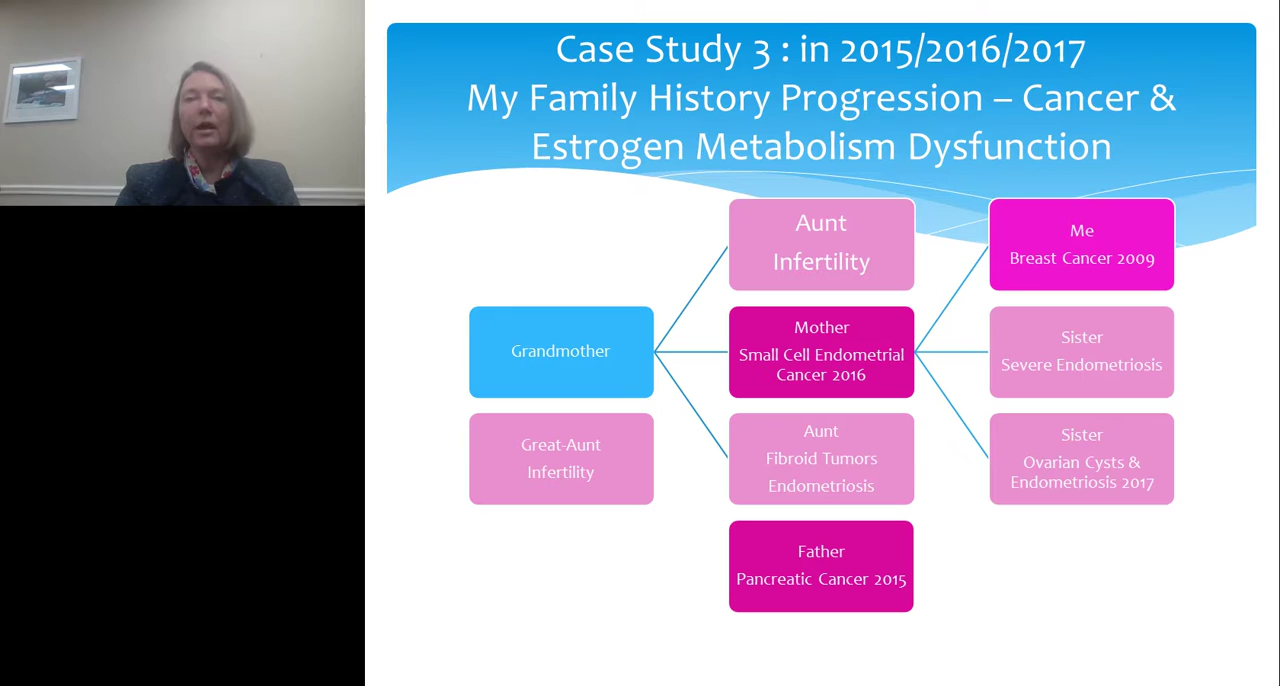 Case Study 3 : in 2015/2016/2017
My Family History Progression – Cancer &
Estrogen Metabolism Dysfunction
Grandmother
Great-Aunt
Infertility
Aunt
Infertility
Mother
Small Cell Endometrial
Cancer 2016
Aunt
Fibroid Tumors
Endometriosis
Father
Pancreatic Cancer 2015
Me
Breast Cancer 2009
Sister
Severe Endometriosis
Sister
Ovarian Cysts &
Endometriosis 2017